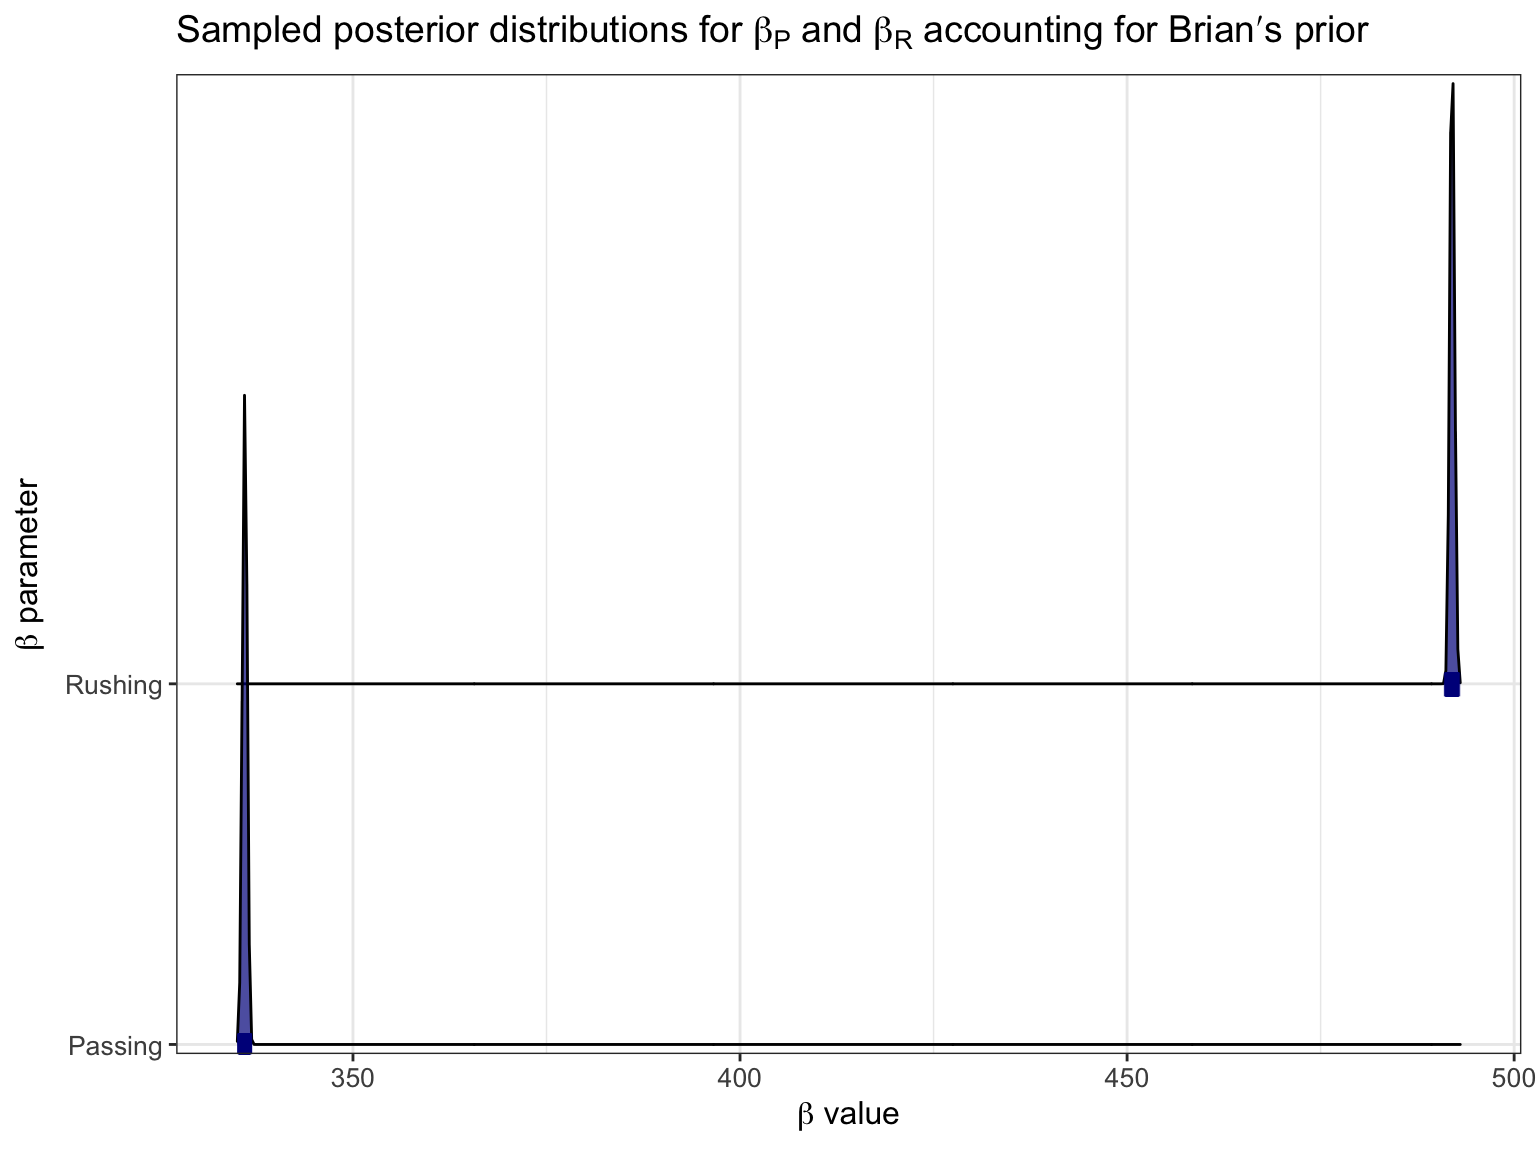 Sampled posterior distributions for βP and βR accounting for Brian′s prior
β parameter
Rushing
Passing
350 400 450 500
β value